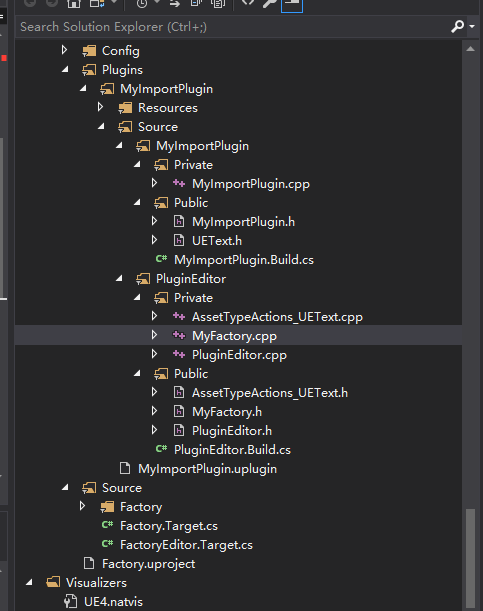 Search Solution Explorer (Ctrl+;)
Config
Plugins
MyImportPlugin
Resources
Source
MyImportPlugin
Private
MyImportPlugin.cpp
Public
MyImportPlugin.h
UEText.h
C# MyImportPlugin.Build.cs
PluginEditor
Private
AssetTypeActions_UEText.cpp
MyFactory.cpp
PluginEditor.cpp
Public
AssetTypeActions_UEText.h
MyFactory.h
PluginEditor.h
C# PluginEditor.Build.cs
MyImportPlugin.uplugin
Source
Factory
C# Factory.Target.cs
C# FactoryEditor.Target.cs
Factory.uproject
Visualizers
UE4.natvis